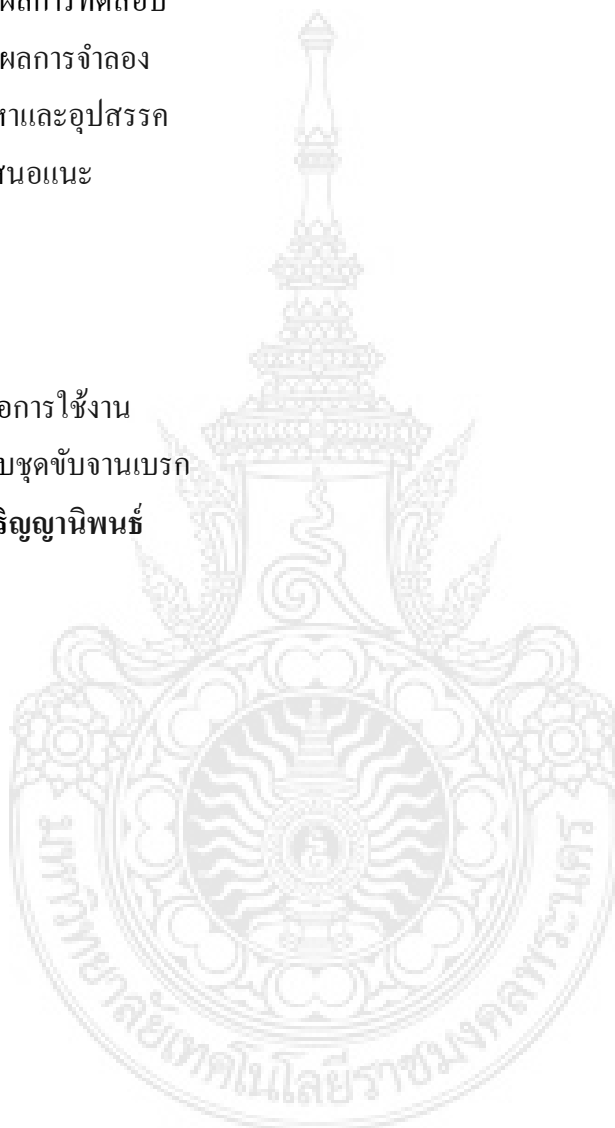 ผลการทดสอบ
ผลการจำลอง
หาและอุปสรรค
สนอแนะ
อการใช้งาน
บชุดขับจานเบรก
ริญญานิพนธ์
มหาวิทยาลัยเทคโนโลยีราชมงคลพระนคร